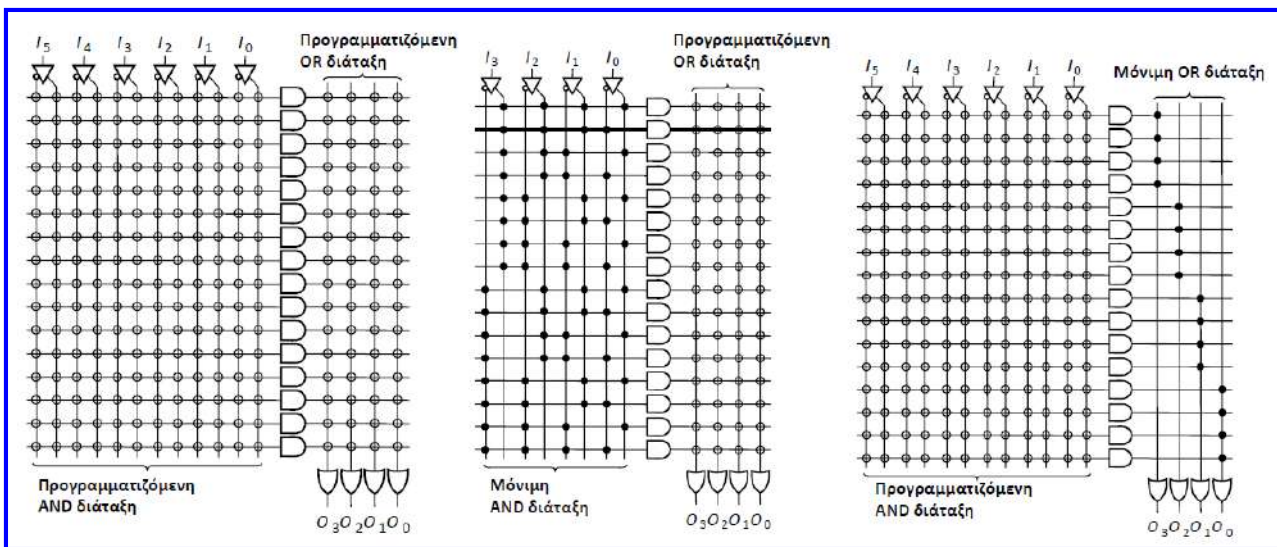 I5 I4 I3 I2 I1 I0
Προγραμματιζόμενη
OR διάταξη
Προγραμματιζόμενη
AND διάταξη
O3 O2 O1 O0
I3 I2 I1 I0
Προγραμματιζόμενη
OR διάταξη
Μόνιμη
AND διάταξη
O3 O2 O1 O0
I5 I4 I3 I2 I1 I0
Μόνιμη OR διάταξη
Προγραμματιζόμενη
AND διάταξη
O3 O2 O1 O0